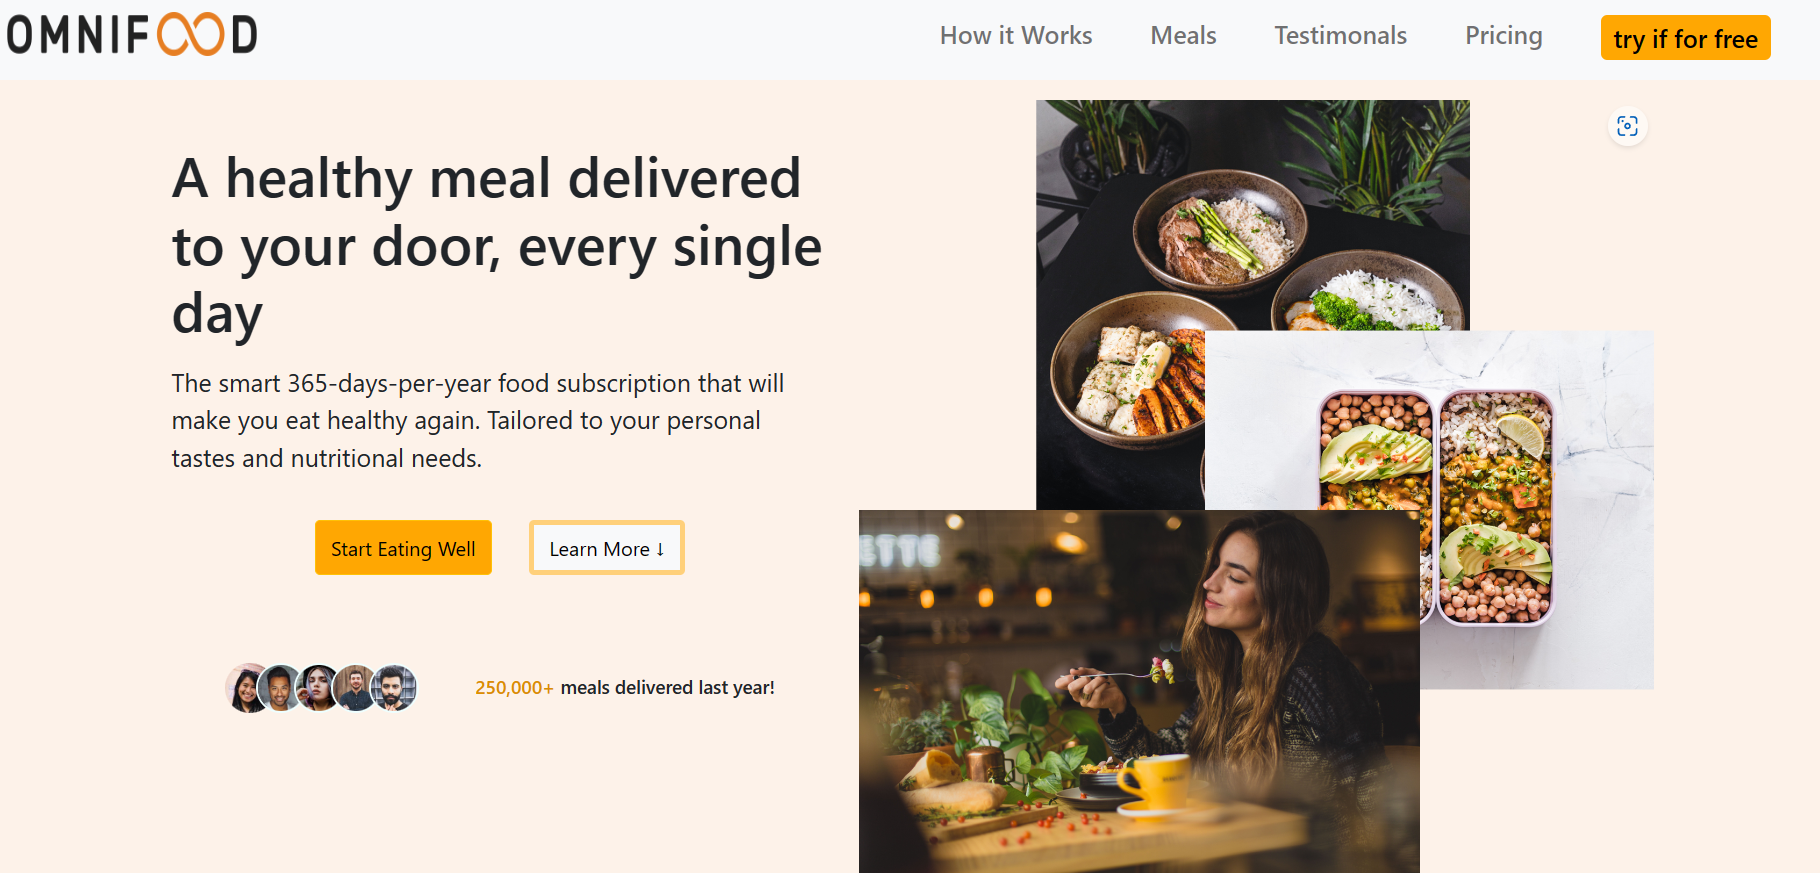 OMNIFOOD
How it Works
Meals
Testimonals
Pricing
try if for free
A healthy meal delivered
to your door, every single
day
The smart 365-days-per-year food subscription that will
make you eat healthy again. Tailored to your personal
tastes and nutritional needs.
Start Eating Well
Learn More ↓
250,000+ meals delivered last year!
ETTE